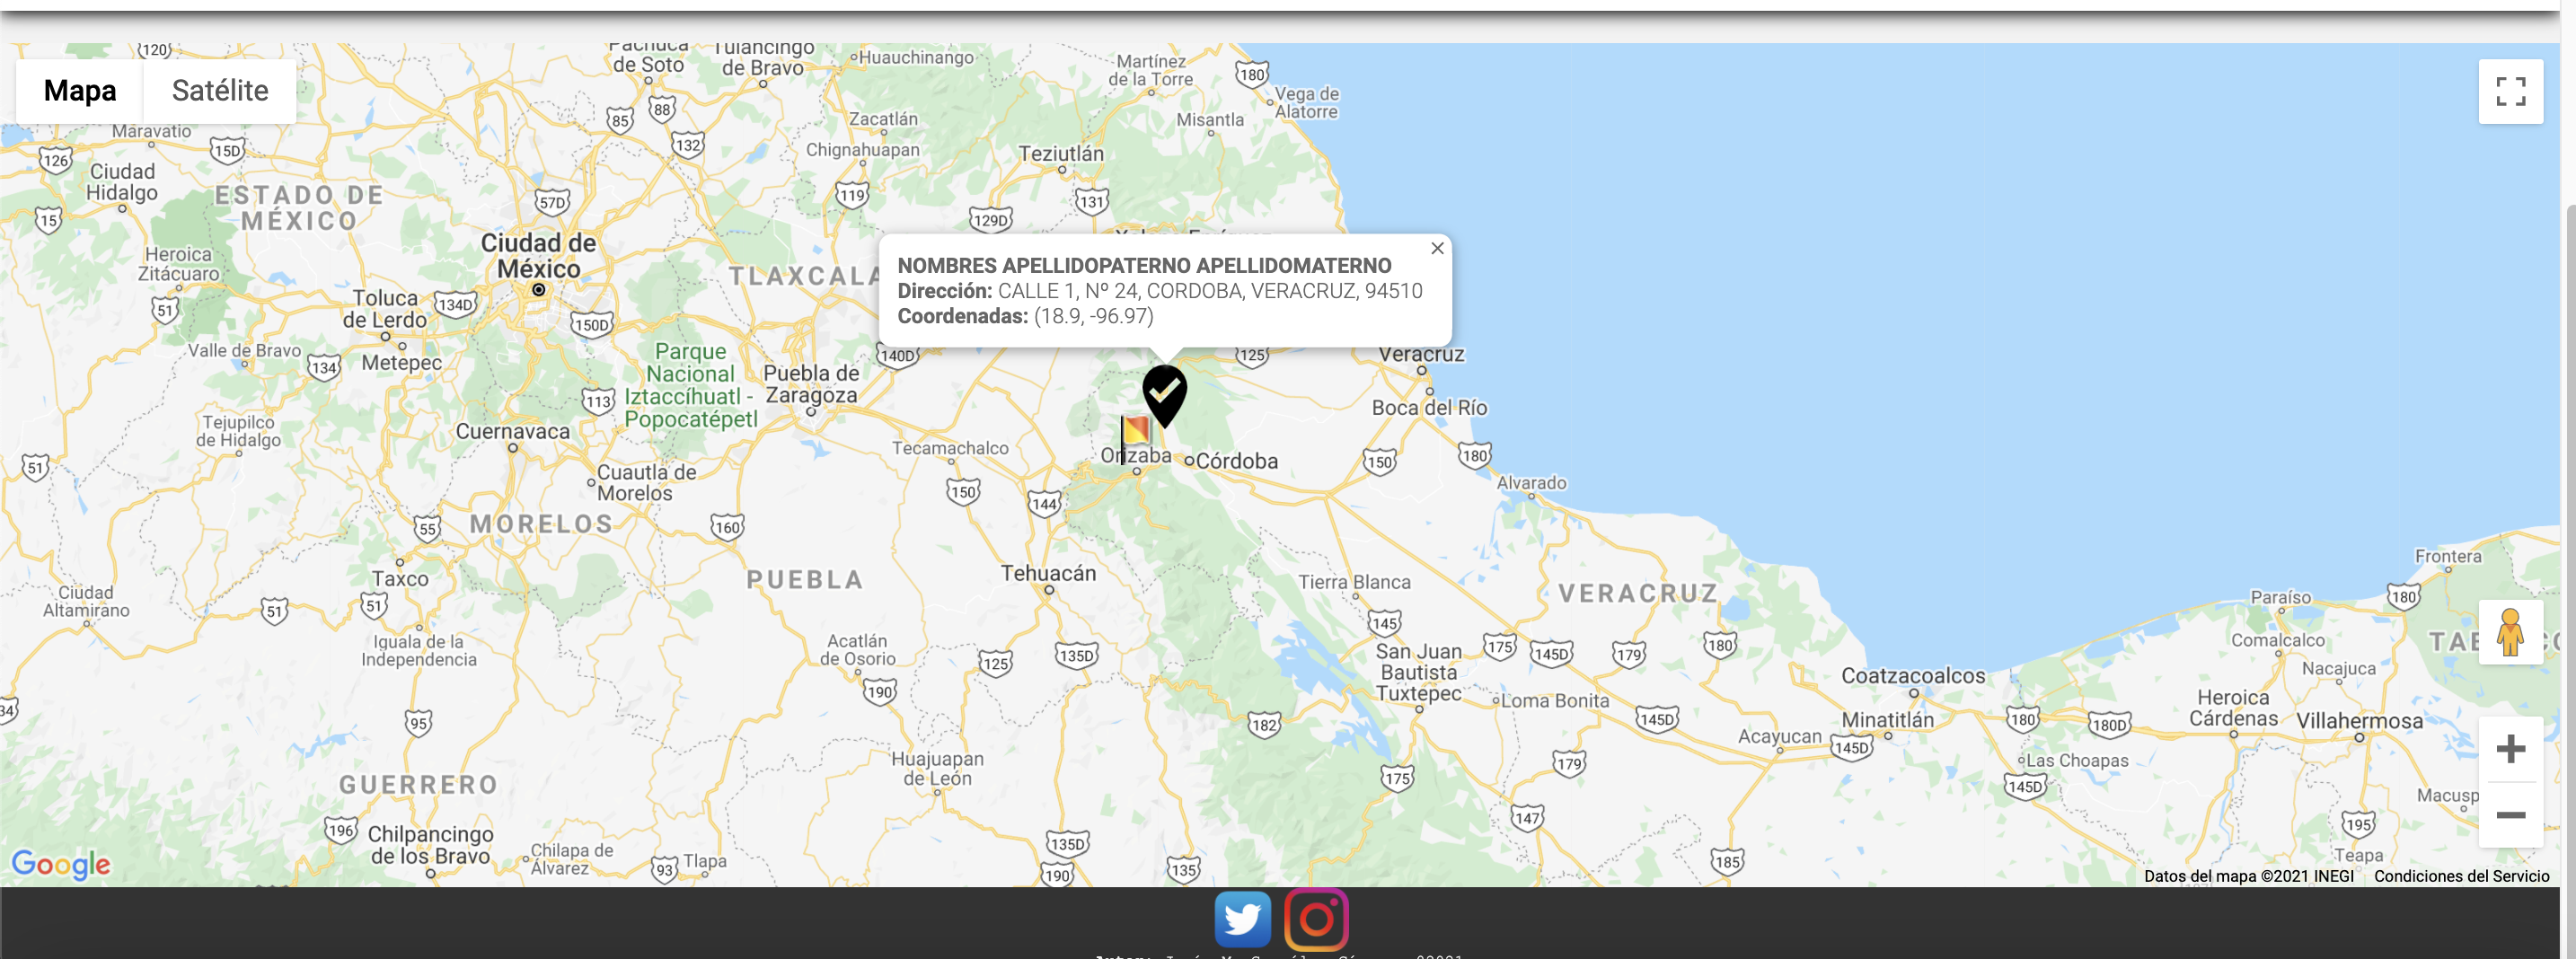 Mapa
Satélite
120
Pachuca
de Soto
Tulancingo
de Bravo
Huauchinango
Martínez
de la Torre
180
Vega de
Alatorre
Misantla
85
88
132
Zacatlán
Chignahuapan
Teziutlán
Maravatio
126
15D
Ciudad
Hidalgo
ESTADO DE
MÉXICO
15
57D
119
129D
131
Ciudad de
México
Heroica
Zitácuaro
TLAXCALA
NOMBRES APELLIDOPATERNO APELLIDOMATERNO
Dirección: CALLE 1, Nº 24, CORDOBA, VERACRUZ, 94510
Coordenadas: (18.9, -96.97)
51
Toluca
de Lerdo
134D
150D
Valle de Bravo
134
Metepec
Parque
Nacional
Iztaccíhuatl -
Popocatépetl
113
Puebla de
Zaragoza
140D
125
Veracruz
Boca del Río
Tejupilco
de Hidalgo
Cuernavaca
Tecamachalco
Orizaba
Córdoba
150
180
51
Cuautla de
Morelos
150
144
Alvarado
55
MORELOS
160
Taxco
PUEBLA
Tehuacán
Tierra Blanca
VERACRUZ
Frontera
Ciudad
Altamirano
51
51
Iguala de la
Independencia
Acatlán
de Osorio
125
135D
145
175
145D
179
180
Paraíso
180
Comalcalco
Nacajuca
San Juan
Bautista
Tuxtepec
Loma Bonita
190
34
95
182
145D
Coatzacoalcos
Minatitlán
Acayucan
145D
180
180D
Heroica
Cárdenas
Villahermosa
Las Choapas
145D
GUERRERO
Huajuapan
de León
175
179
Macusp
196
Chilpancingo
de los Bravo
Chilapa de
Álvarez
93
Tlapa
135D
190
135
147
185
195
Teapa
Google
Datos del mapa ©2021 INEGI
Condiciones del Servicio